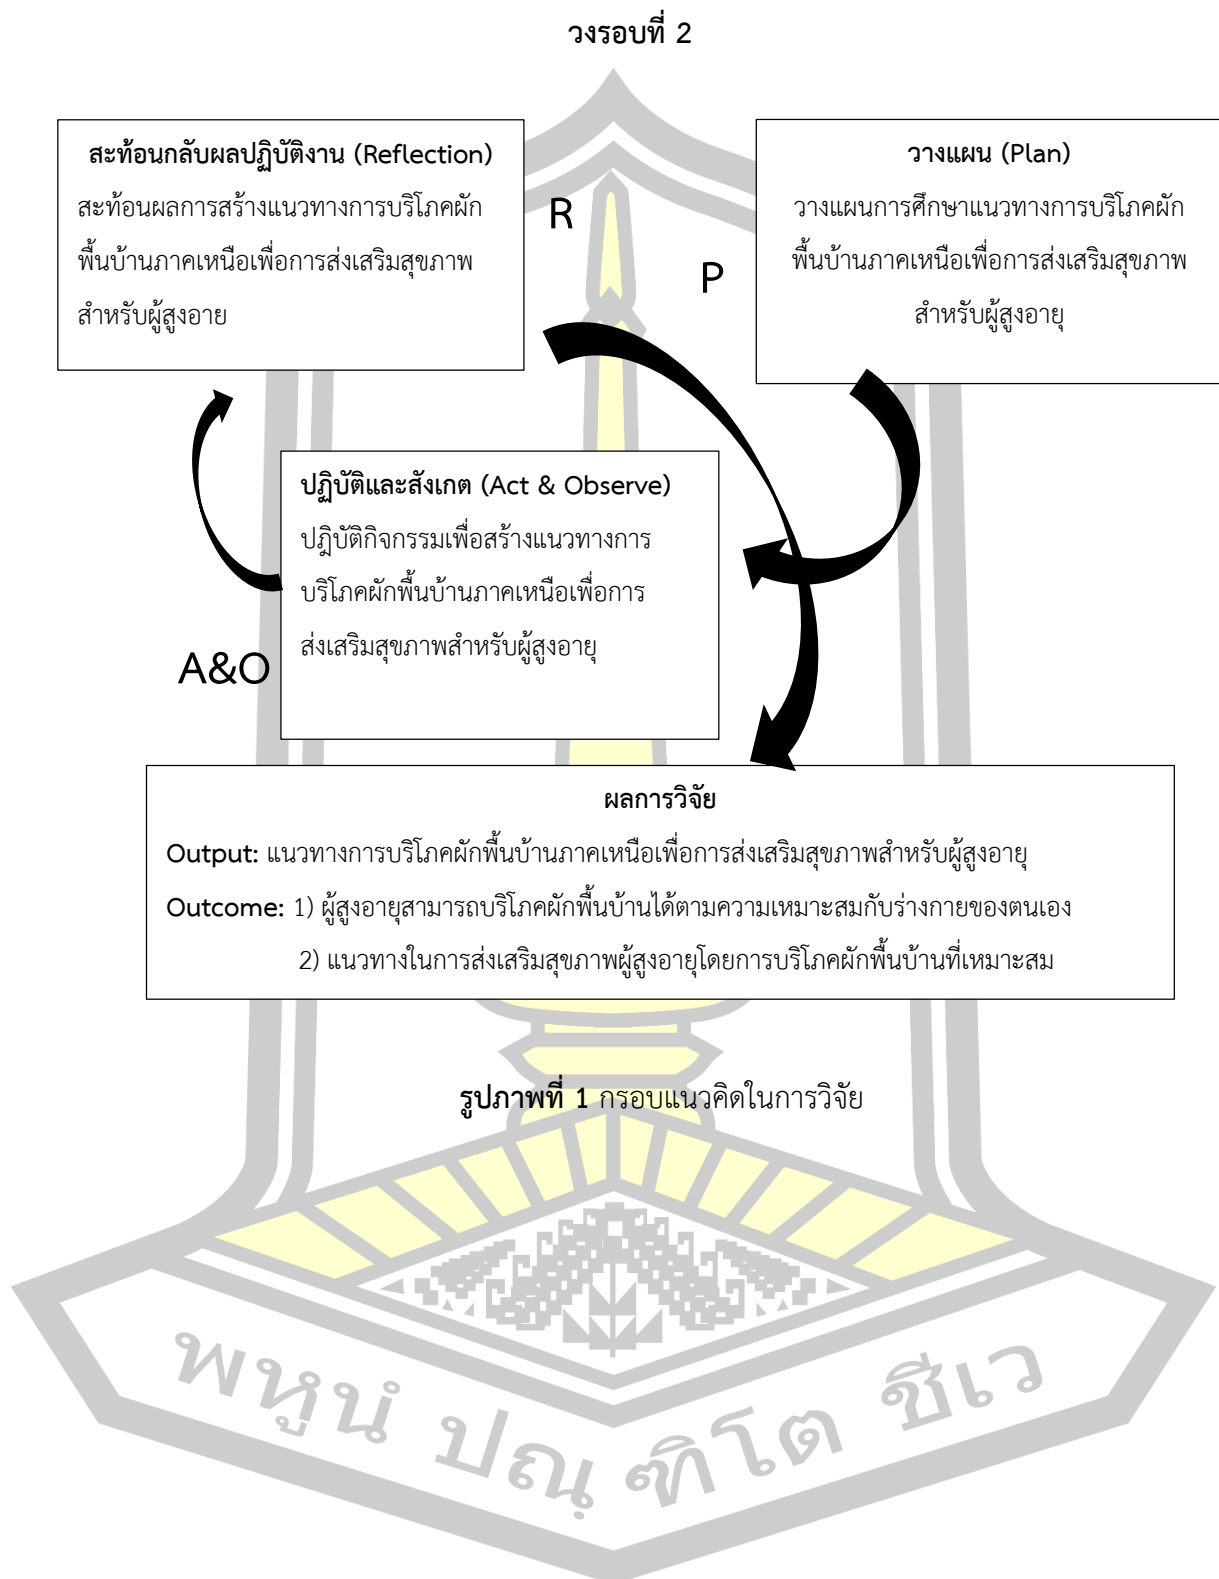 วงรอบที่ 2
สะท้อนกลับผลปฏิบัติงาน (Reflection)
สะท้อนผลการสร้างแนวทางการบริโภคผัก
พื้นบ้านภาคเหนือเพื่อการส่งเสริมสุขภาพ
สำหรับผู้สูงอาย
R
วางแผน (Plan)
วางแผนการศึกษาแนวทางการบริโภคผัก
พื้นบ้านภาคเหนือเพื่อการส่งเสริมสุขภาพ
สำหรับผู้สูงอายุ
P
ปฏิบัติและสังเกต (Act & Observe)
ปฏิบัติกิจกรรมเพื่อสร้างแนวทางการ
บริโภคผักพื้นบ้านภาคเหนือเพื่อการ
ส่งเสริมสุขภาพสำหรับผู้สูงอายุ
A&O
ผลการวิจัย
Output: แนวทางการบริโภคผักพื้นบ้านภาคเหนือเพื่อการส่งเสริมสุขภาพสำหรับผู้สูงอายุ
Outcome: 1) ผู้สูงอายุสามารถบริโภคผักพื้นบ้านได้ตามความเหมาะสมกับร่างกายของตนเอง
2) แนวทางในการส่งเสริมสุขภาพผู้สูงอายุโดยการบริโภคผักพื้นบ้านที่เหมาะสม
รูปภาพที่ 1 กรอบแนวคิดในการวิจัย
พหูนํ ปณฺ ฑิโต ชีเว